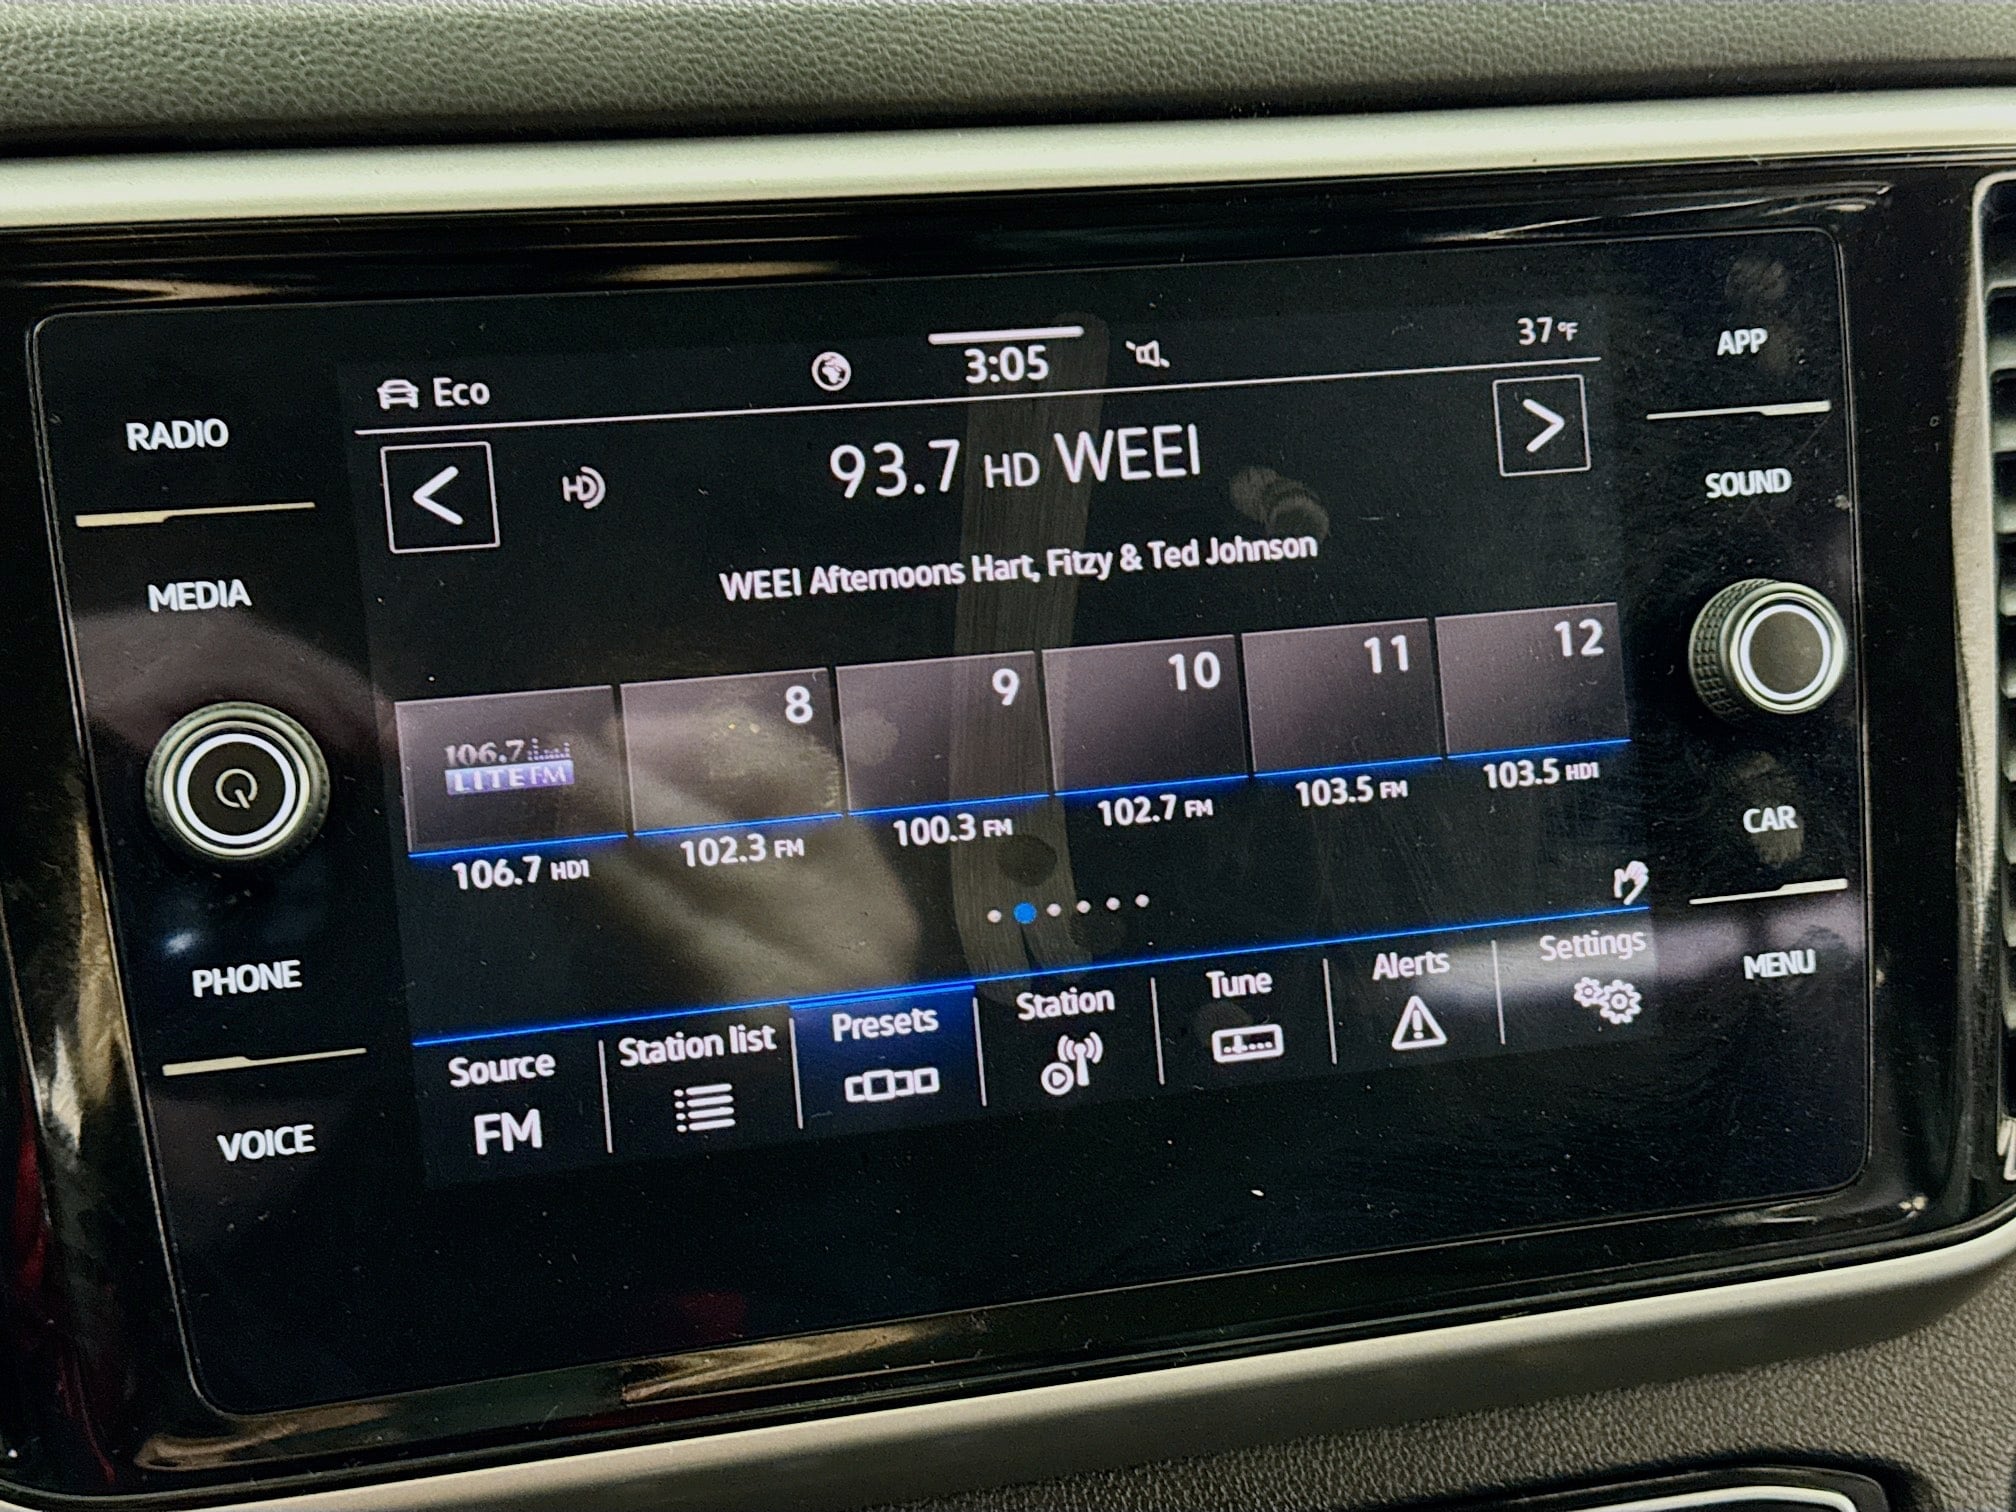 Eco
3:05
37°F
APP
RADIO
HD
93.7 HD WEEI
SOUND
WEEI Afternoons Hart, Fitzy & Ted Johnson
MEDIA
8
9
10
11
12
106.7
LITE FM
106.7 HD1
102.3 FM
100.3 FM
102.7 FM
103.5 FM
103.5 HD1
CAR
PHONE
MENU
Source
FM
Station list
Presets
Station
Tune
Alerts
Settings
VOICE